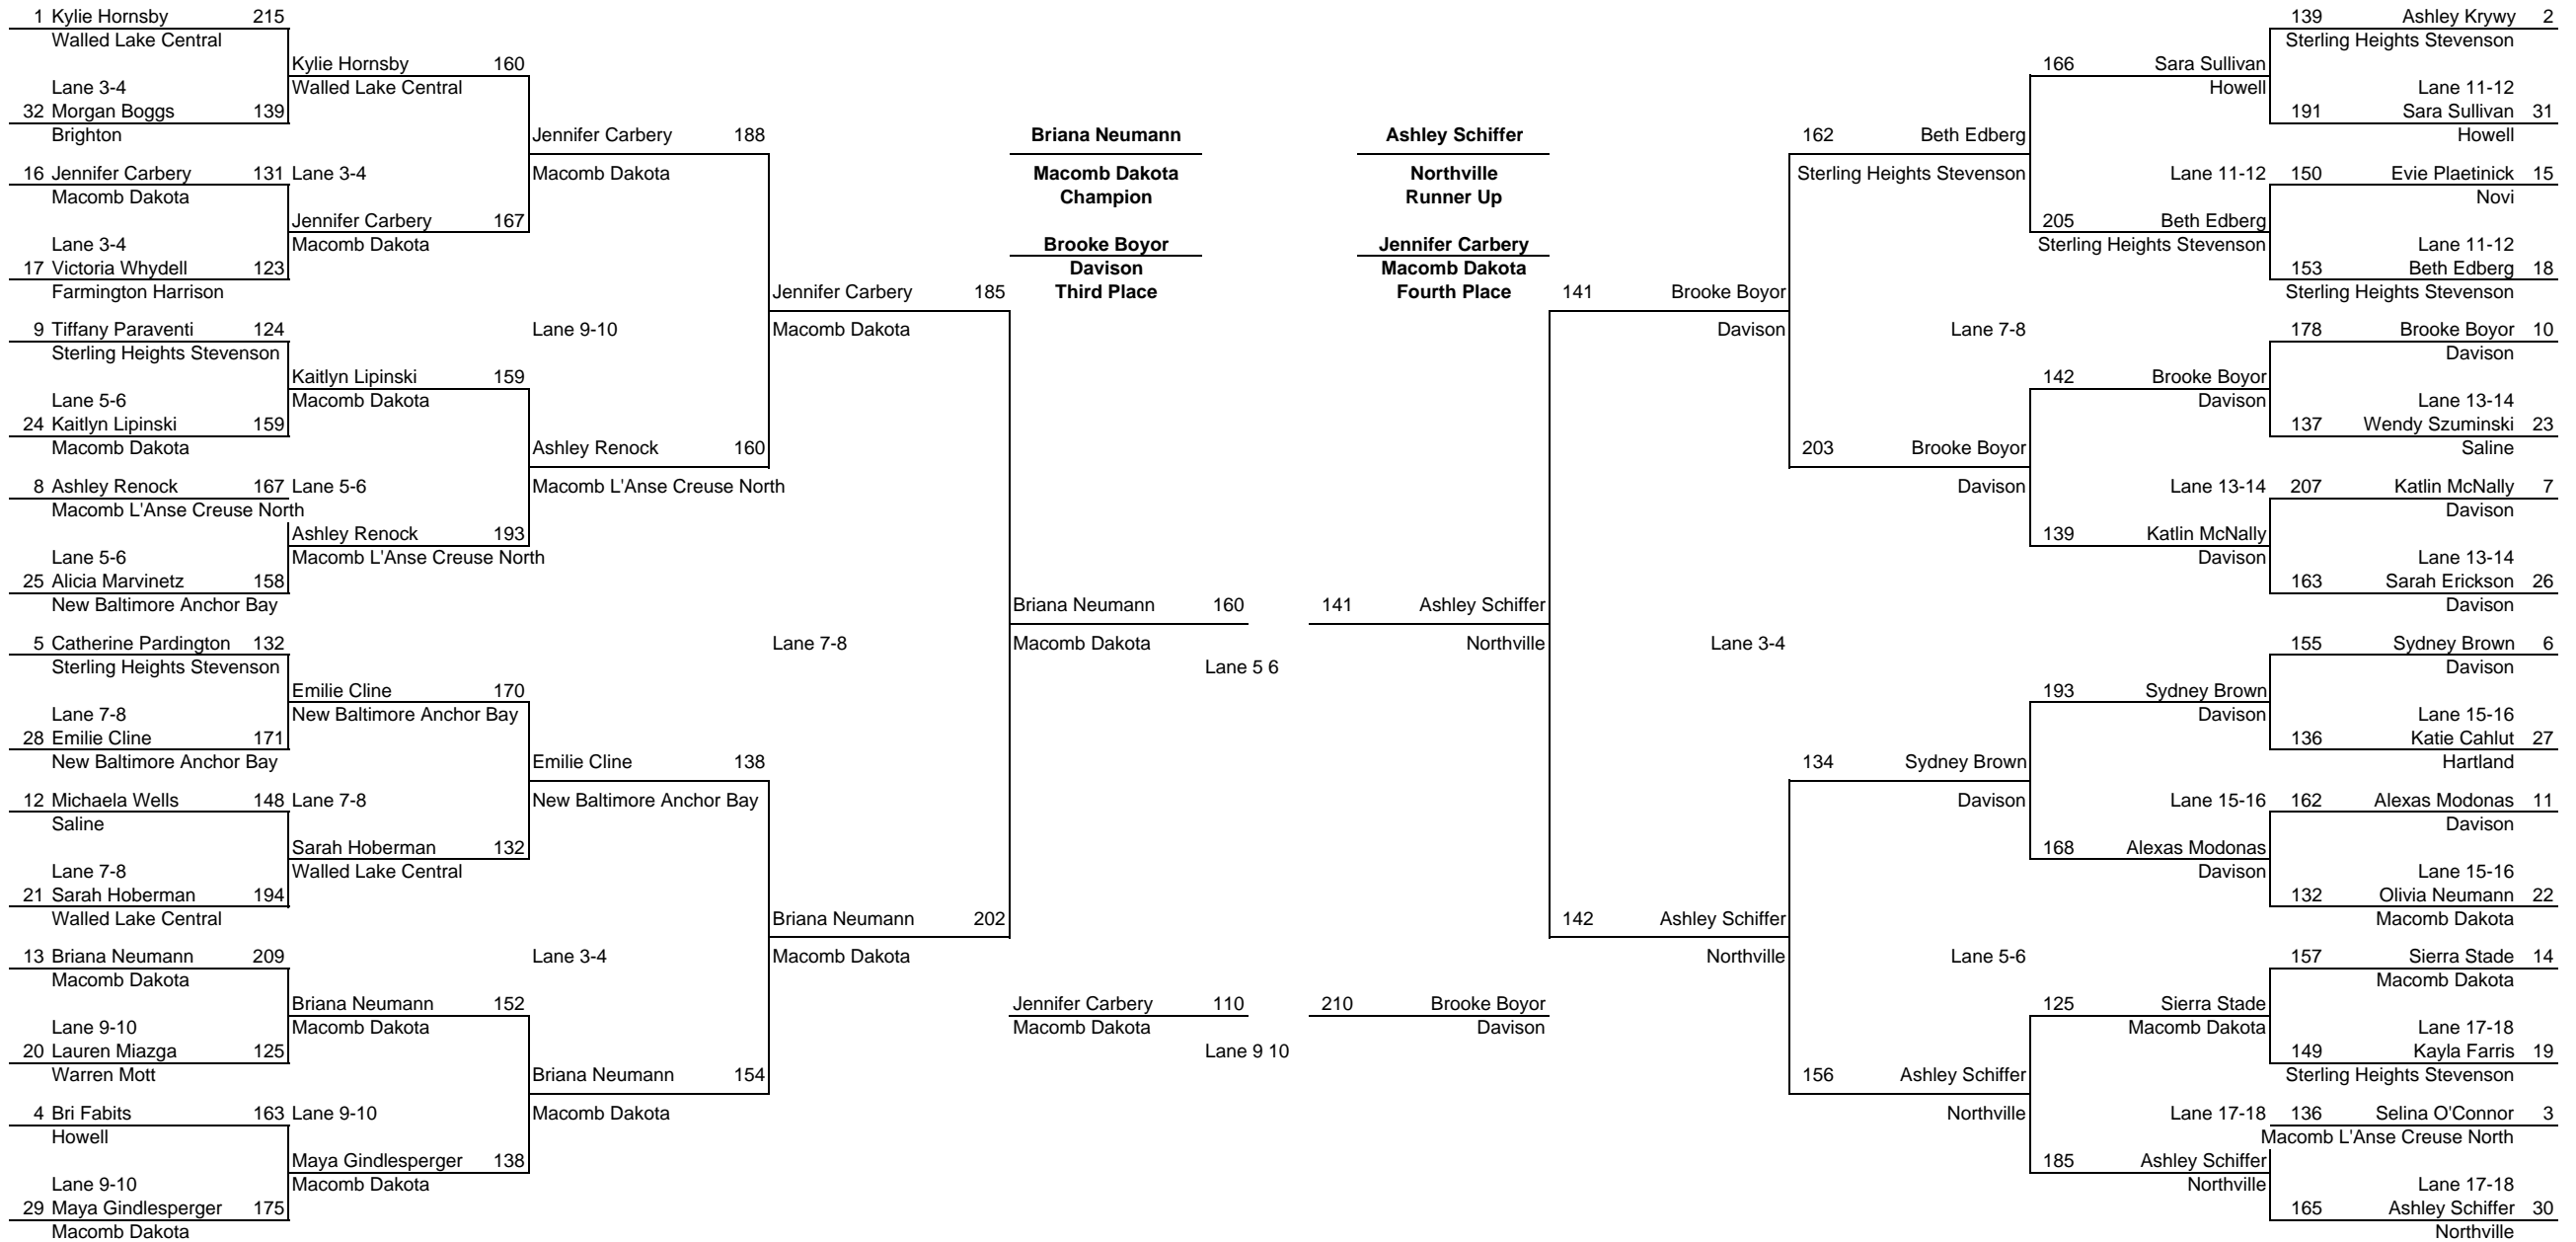 1 Kylie Hornsby 215
Walled Lake Central
Lane 3-4
32 Morgan Boggs 139
Brighton
16 Jennifer Carbery 131
Macomb Dakota
Lane 3-4
17 Victoria Whydell 123
Farmington Harrison
9 Tiffany Paraventi 124
Sterling Heights Stevenson
Lane 5-6
24 Kaitlyn Lipinski 159
Macomb Dakota
8 Ashley Renock 167
Macomb L'Anse Creuse North
Lane 5-6
25 Alicia Marvinetz 158
New Baltimore Anchor Bay
5 Catherine Pardington 132
Sterling Heights Stevenson
Lane 7-8
28 Emilie Cline 171
New Baltimore Anchor Bay
12 Michaela Wells 148
Saline
Lane 7-8
21 Sarah Hoberman 194
Walled Lake Central
13 Briana Neumann 209
Macomb Dakota
Lane 9-10
20 Lauren Miazga 125
Warren Mott
4 Bri Fabits 163
Howell
Lane 9-10
29 Maya Gindlesperger 175
Macomb Dakota
Kylie Hornsby 160
Walled Lake Central
Lane 3-4
Jennifer Carbery 167
Macomb Dakota
Kaitlyn Lipinski 159
Macomb Dakota
Lane 5-6
Ashley Renock 193
Macomb L'Anse Creuse North
Emilie Cline 170
New Baltimore Anchor Bay
Lane 7-8
Sarah Hoberman 132
Walled Lake Central
Briana Neumann 152
Macomb Dakota
Lane 9-10
Maya Gindlesperger 138
Macomb Dakota
Jennifer Carbery 188
Macomb Dakota
Lane 9-10
Ashley Renock 160
Macomb L'Anse Creuse North
Emilie Cline 138
New Baltimore Anchor Bay
Lane 3-4
Briana Neumann 154
Macomb Dakota
Jennifer Carbery 185
Macomb Dakota
Lane 7-8
Briana Neumann 202
Macomb Dakota
Briana Neumann
Macomb Dakota
Champion
Brooke Boyor
Davison
Third Place
Ashley Schiffer
Northville
Runner Up
Jennifer Carbery
Macomb Dakota
Fourth Place
Briana Neumann 160
Macomb Dakota
Lane 5 6
141 Ashley Schiffer
Northville
Jennifer Carbery 110
Macomb Dakota
Lane 9 10
210 Brooke Boyor
Davison
141 Brooke Boyor
Davison
Lane 3-4
142 Ashley Schiffer
Northville
162 Beth Edberg
Sterling Heights Stevenson
Lane 7-8
203 Brooke Boyor
Davison
134 Sydney Brown
Davison
Lane 5-6
156 Ashley Schiffer
Northville
166 Sara Sullivan
Howell
Lane 11-12
205 Beth Edberg
Sterling Heights Stevenson
142 Brooke Boyor
Davison
Lane 13-14
139 Katlin McNally
Davison
193 Sydney Brown
Davison
Lane 15-16
168 Alexas Modonas
Davison
125 Sierra Stade
Macomb Dakota
Lane 17-18
185 Ashley Schiffer
Northville
139 Ashley Krywy 2
Sterling Heights Stevenson
Lane 11-12
191 Sara Sullivan 31
Howell
150 Evie Plaetinick 15
Novi
Lane 11-12
153 Beth Edberg 18
Sterling Heights Stevenson
178 Brooke Boyor 10
Davison
Lane 13-14
137 Wendy Szuminski 23
Saline
207 Katlin McNally 7
Davison
Lane 13-14
163 Sarah Erickson 26
Davison
155 Sydney Brown 6
Davison
Lane 15-16
136 Katie Cahlut 27
Hartland
162 Alexas Modonas 11
Davison
Lane 15-16
132 Olivia Neumann 22
Macomb Dakota
157 Sierra Stade 14
Macomb Dakota
Lane 17-18
149 Kayla Farris 19
Sterling Heights Stevenson
136 Selina O'Connor 3
Macomb L'Anse Creuse North
Lane 17-18
165 Ashley Schiffer 30
Northville